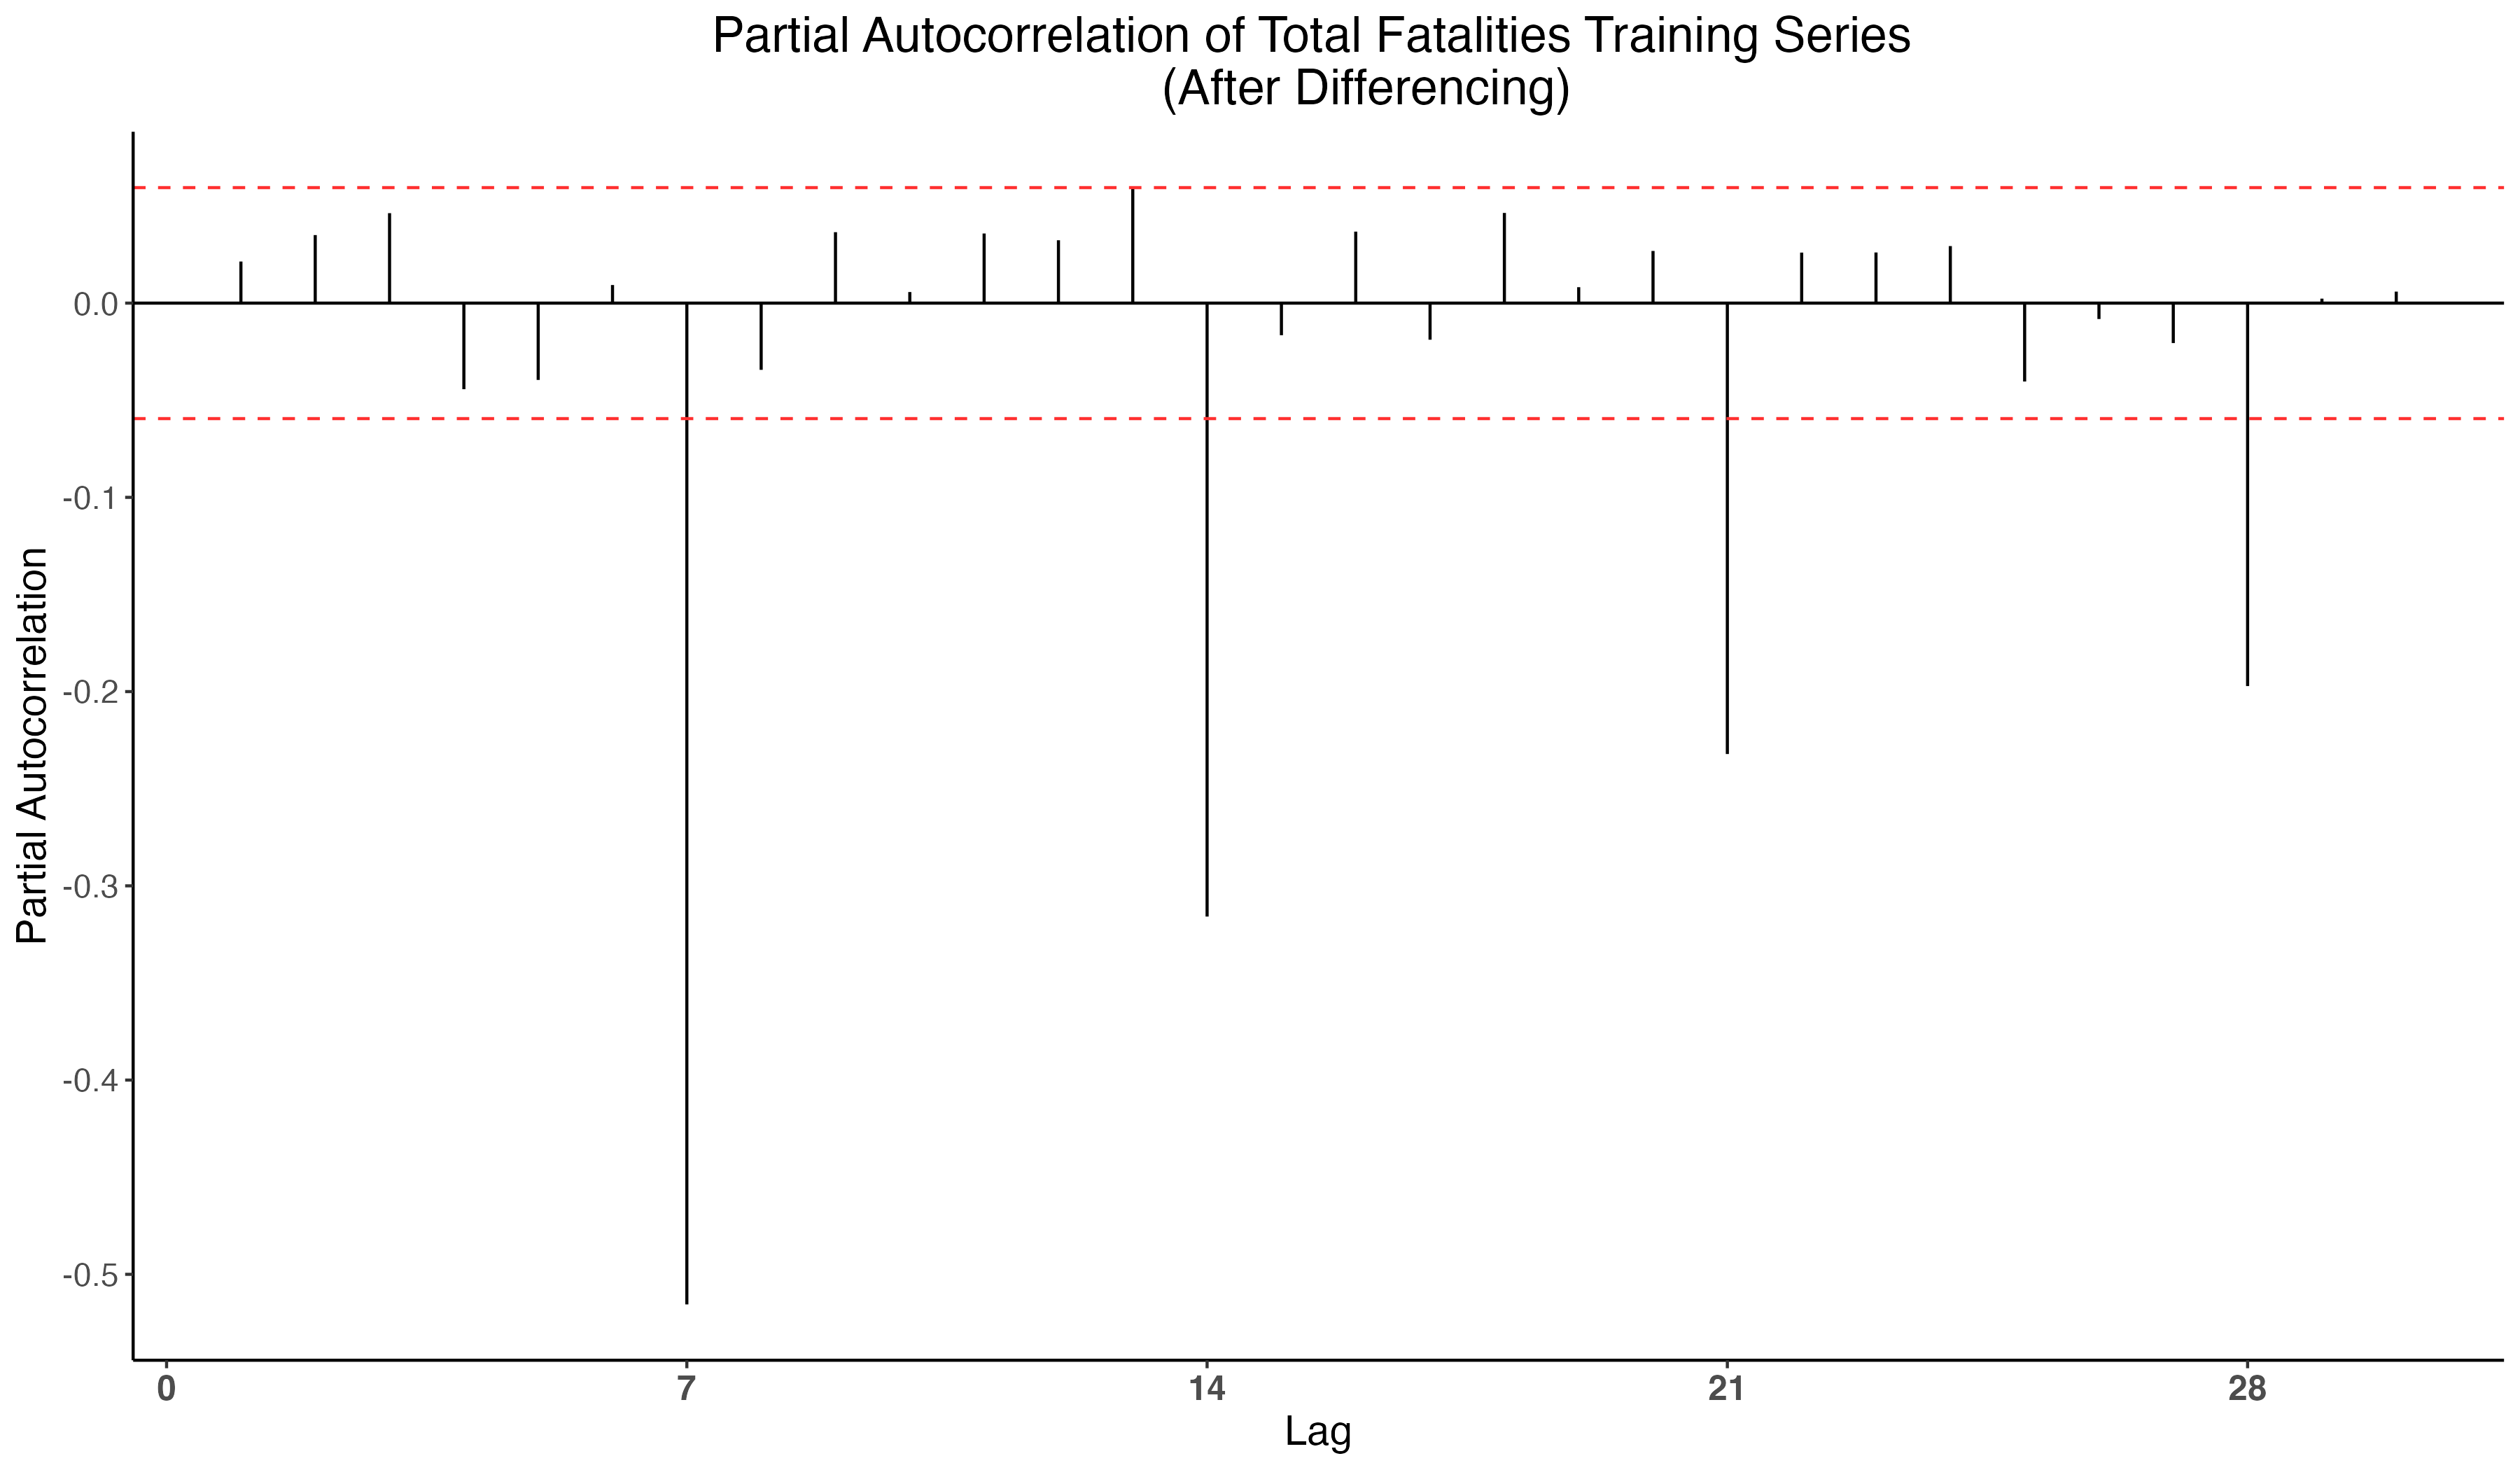 Partial Autocorrelation of Total Fatalities Training Series
(After Differencing)
Partial Autocorrelation
0.0
-0.1
-0.2
-0.3
-0.4
-0.5
0 7 14 21 28
Lag